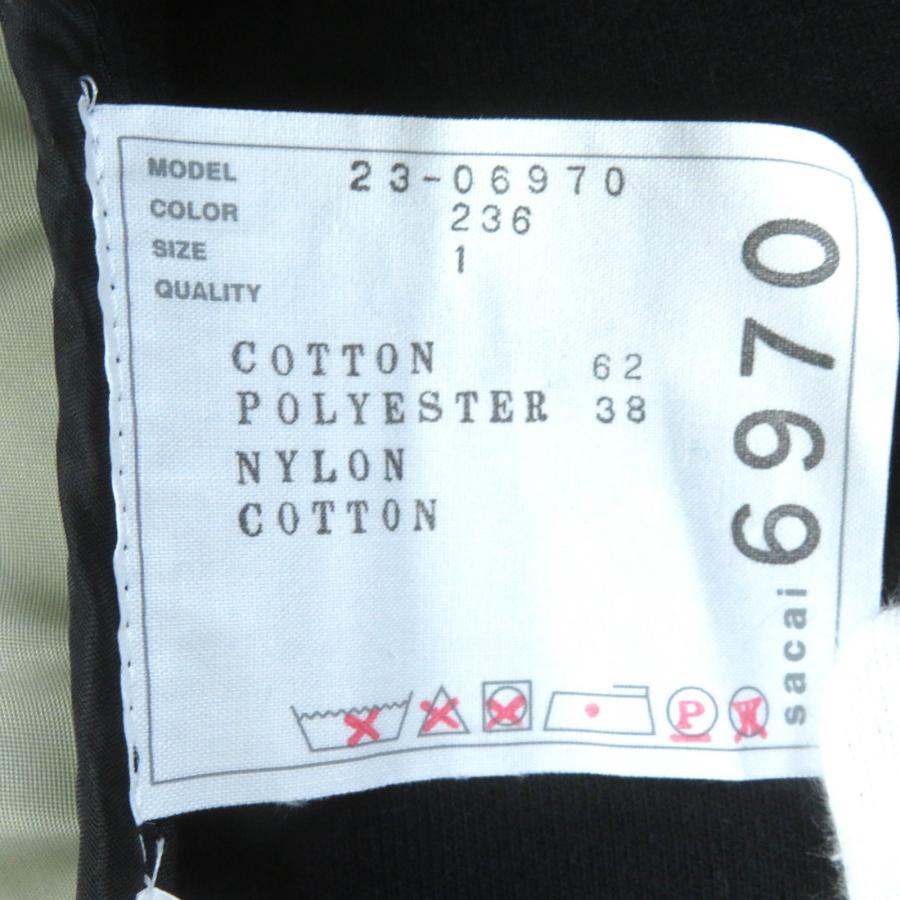 MODEL 23-06970
COLOR 236
SIZE 1
QUALITY
COTTON 62
POLYESTER 38
NYLON
COTTON
P
W
sacai 6970